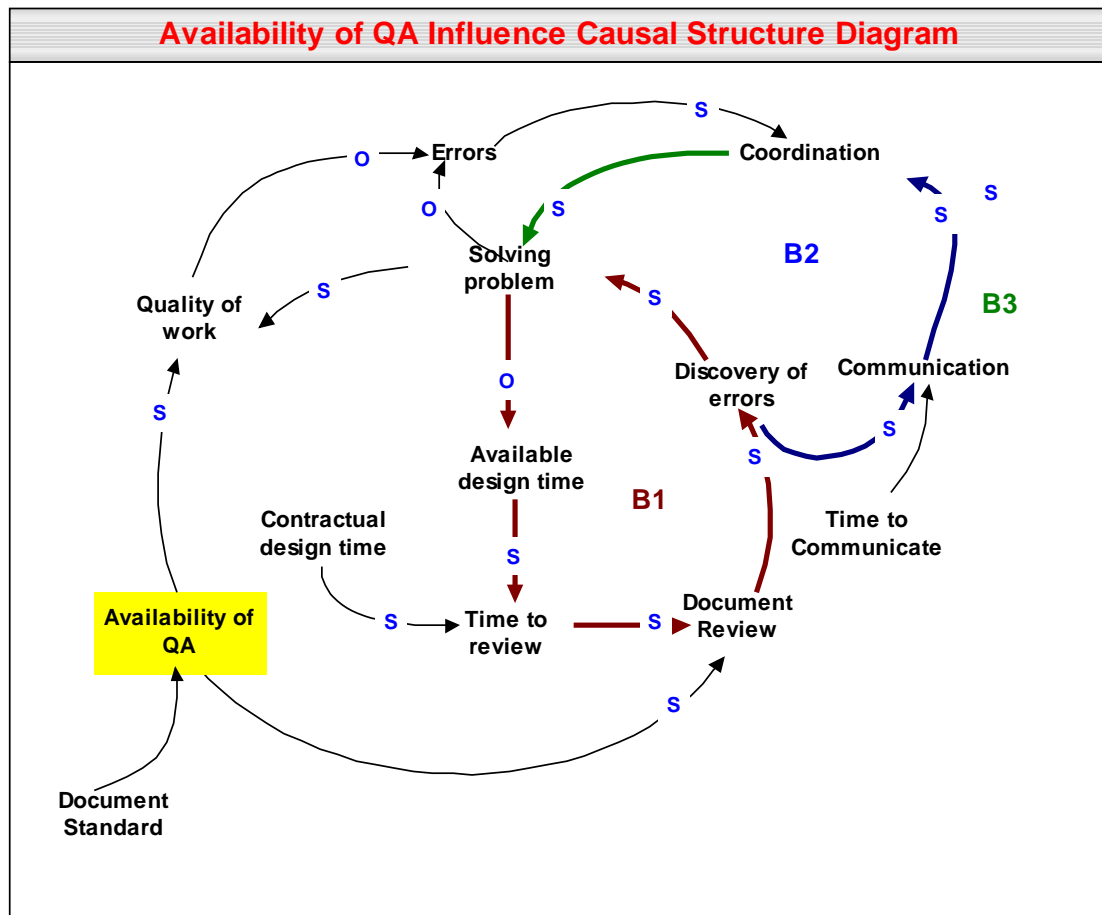 Availability of QA Influence Causal Structure Diagram
S
Errors
Coordination
O
O
S
S
S
Solving
problem
B2
S
Quality of
work
S
B3
O
Discovery of
errors
Communication
S
S
S
Available
design time
B1
Contractual
design time
Time to
Communicate
S
Availability of
QA
S
Time to
review
S
Document
Review
S
Document
Standard